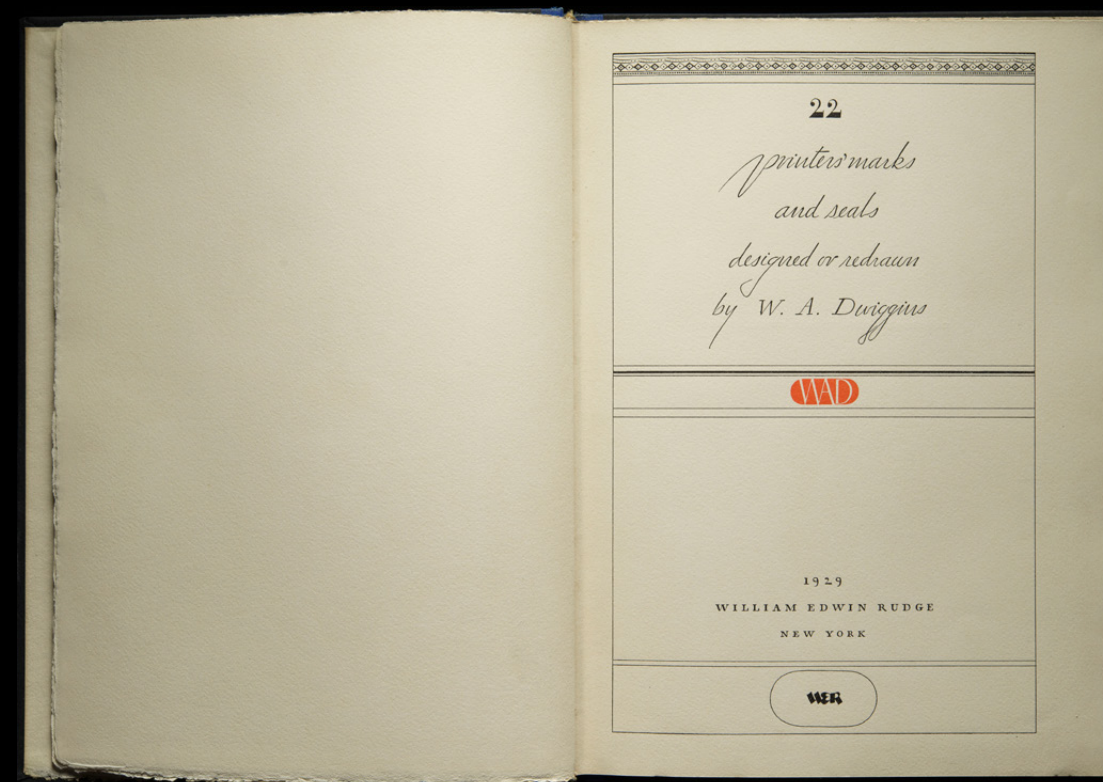 22
printers' marks
and seals
designed or redrawn
by W. A. Dwiggins
WAD
1929
WILLIAM EDWIN RUDGE
NEW YORK
WER